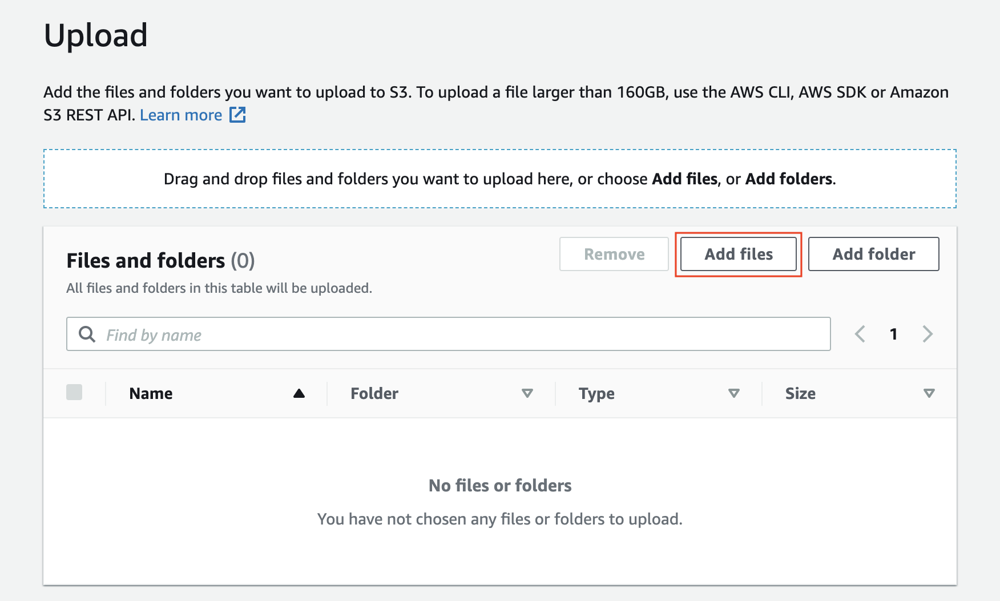 Upload
Add the files and folders you want to upload to S3. To upload a file larger than 160GB, use the AWS CLI, AWS SDK or Amazon
S3 REST API. Learn more
Drag and drop files and folders you want to upload here, or choose Add files, or Add folders.
Files and folders (0)
Remove
Add files
Add folder
All files and folders in this table will be uploaded.
Find by name
1
Name
Folder
Type
Size
No files or folders
You have not chosen any files or folders to upload.